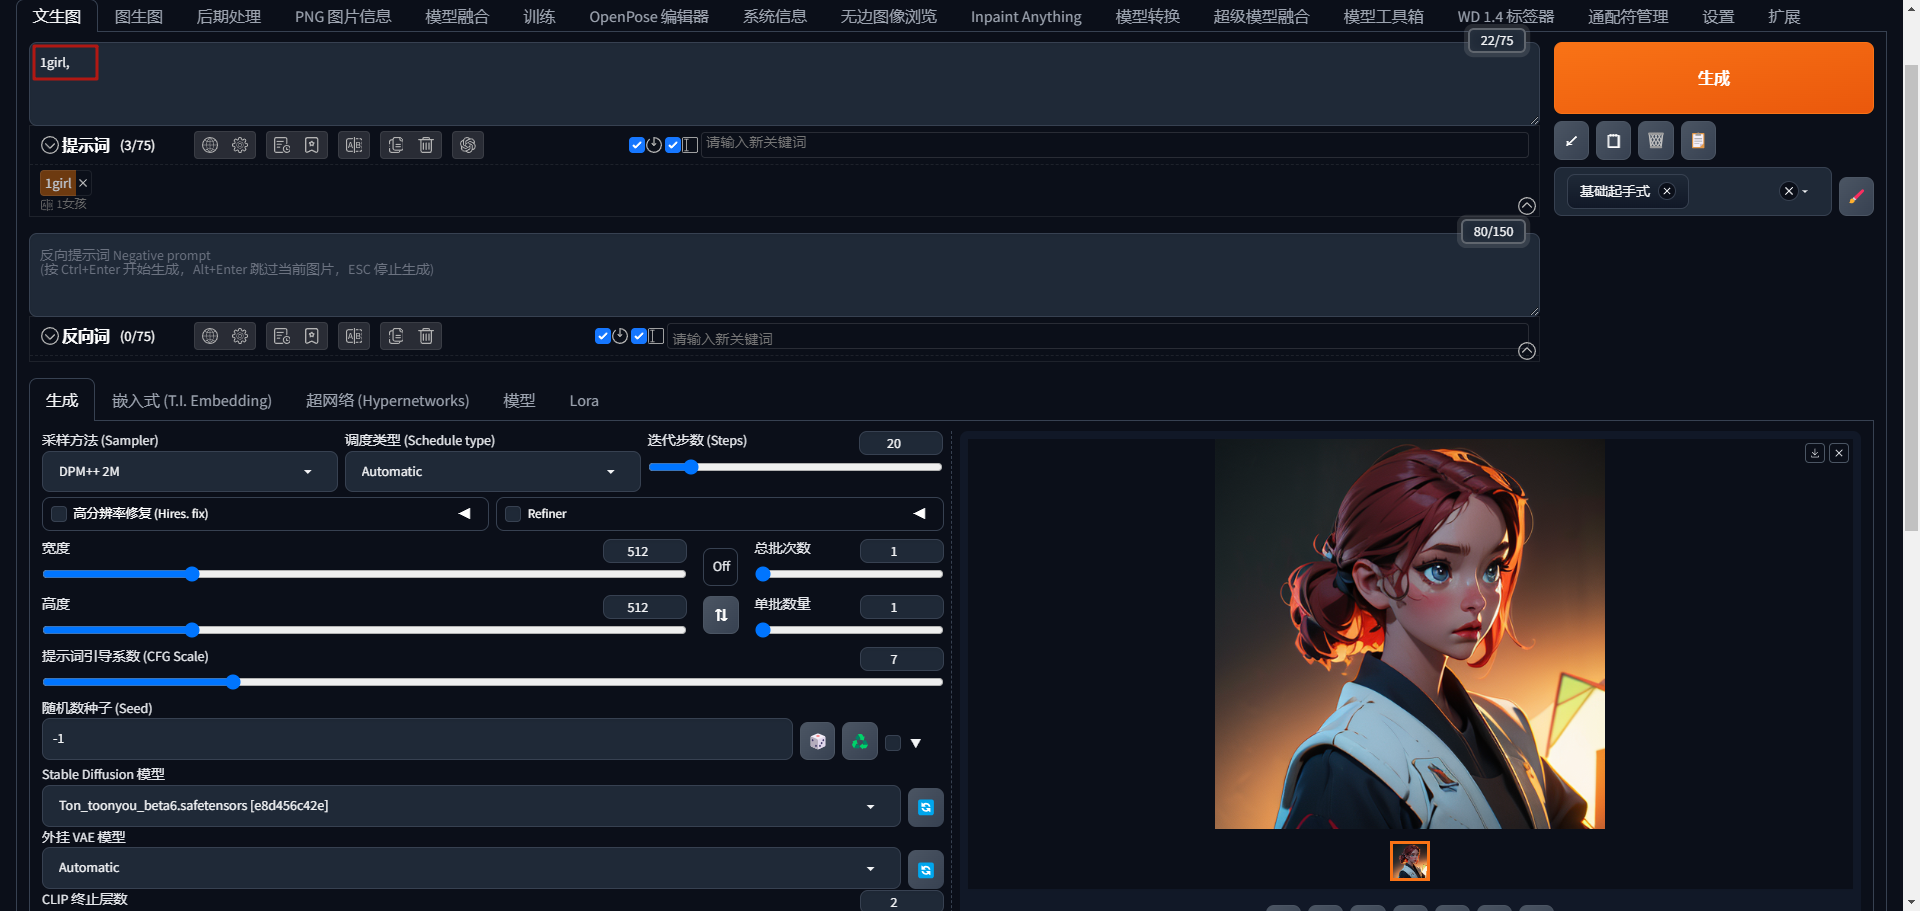 文生图 图生图 后期处理 PNG 图片信息 模型融合 训练 OpenPose 编辑器 系统信息 无边图像浏览 Inpaint Anything 模型转换 超级模型融合 模型工具箱 WD 1.4 标签器 通配符管理 设置 扩展
22/75
1girl,
生成
提示词 (3/75) 请输入新关键词
1girl ×
1女孩
基础起手式
80/150
反向提示词 Negative prompt
(按 Ctrl+Enter 开始生成，Alt+Enter 跳过当前图片，ESC 停止生成)
反向词 (0/75) 请输入新关键词
生成 嵌入式 (T.I. Embedding) 超网络 (Hypernetworks) 模型 Lora
采样方法 (Sampler) 调度类型 (Schedule type) 迭代步数 (Steps) 20
DPM++ 2M Automatic
高分辨率修复 (Hires. fix) Refiner
宽度 512 Off 总批次数 1
高度 512 单批数量 1
提示词引导系数 (CFG Scale) 7
随机数种子 (Seed)
-1
Stable Diffusion 模型
Ton_toonyou_beta6.safetensors [e8d456c42e]
外挂 VAE 模型
Automatic
CLIP 终止层数 2